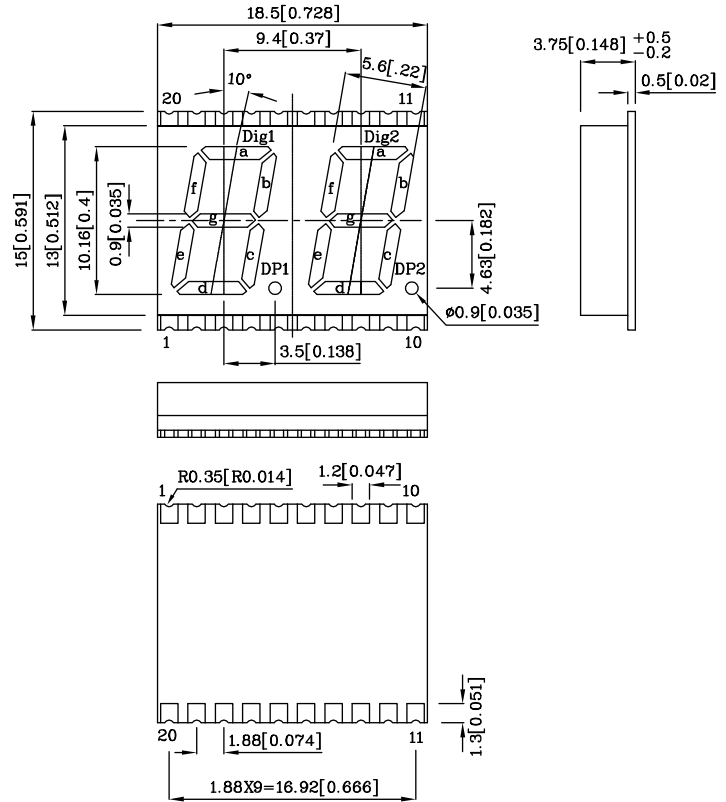 18.5[0.728]
9.4[0.37]
3.75[0.148] +0.5
-0.2
5.6[.22]
0.5[0.02]
10°
20
11
Dig1
Dig2
a
a
f
b
f
b
g
g
e
c
e
c
DP1
DP2
d
d
15[0.591]
13[0.512]
10.16[0.4]
0.9[0.035]
4.63[0.182]
ø0.9[0.035]
1
10
3.5[0.138]
R0.35[R0.014]
1.2[0.047]
1
10
1.3[0.051]
20
1.88[0.074]
11
1.88X9=16.92[0.666]